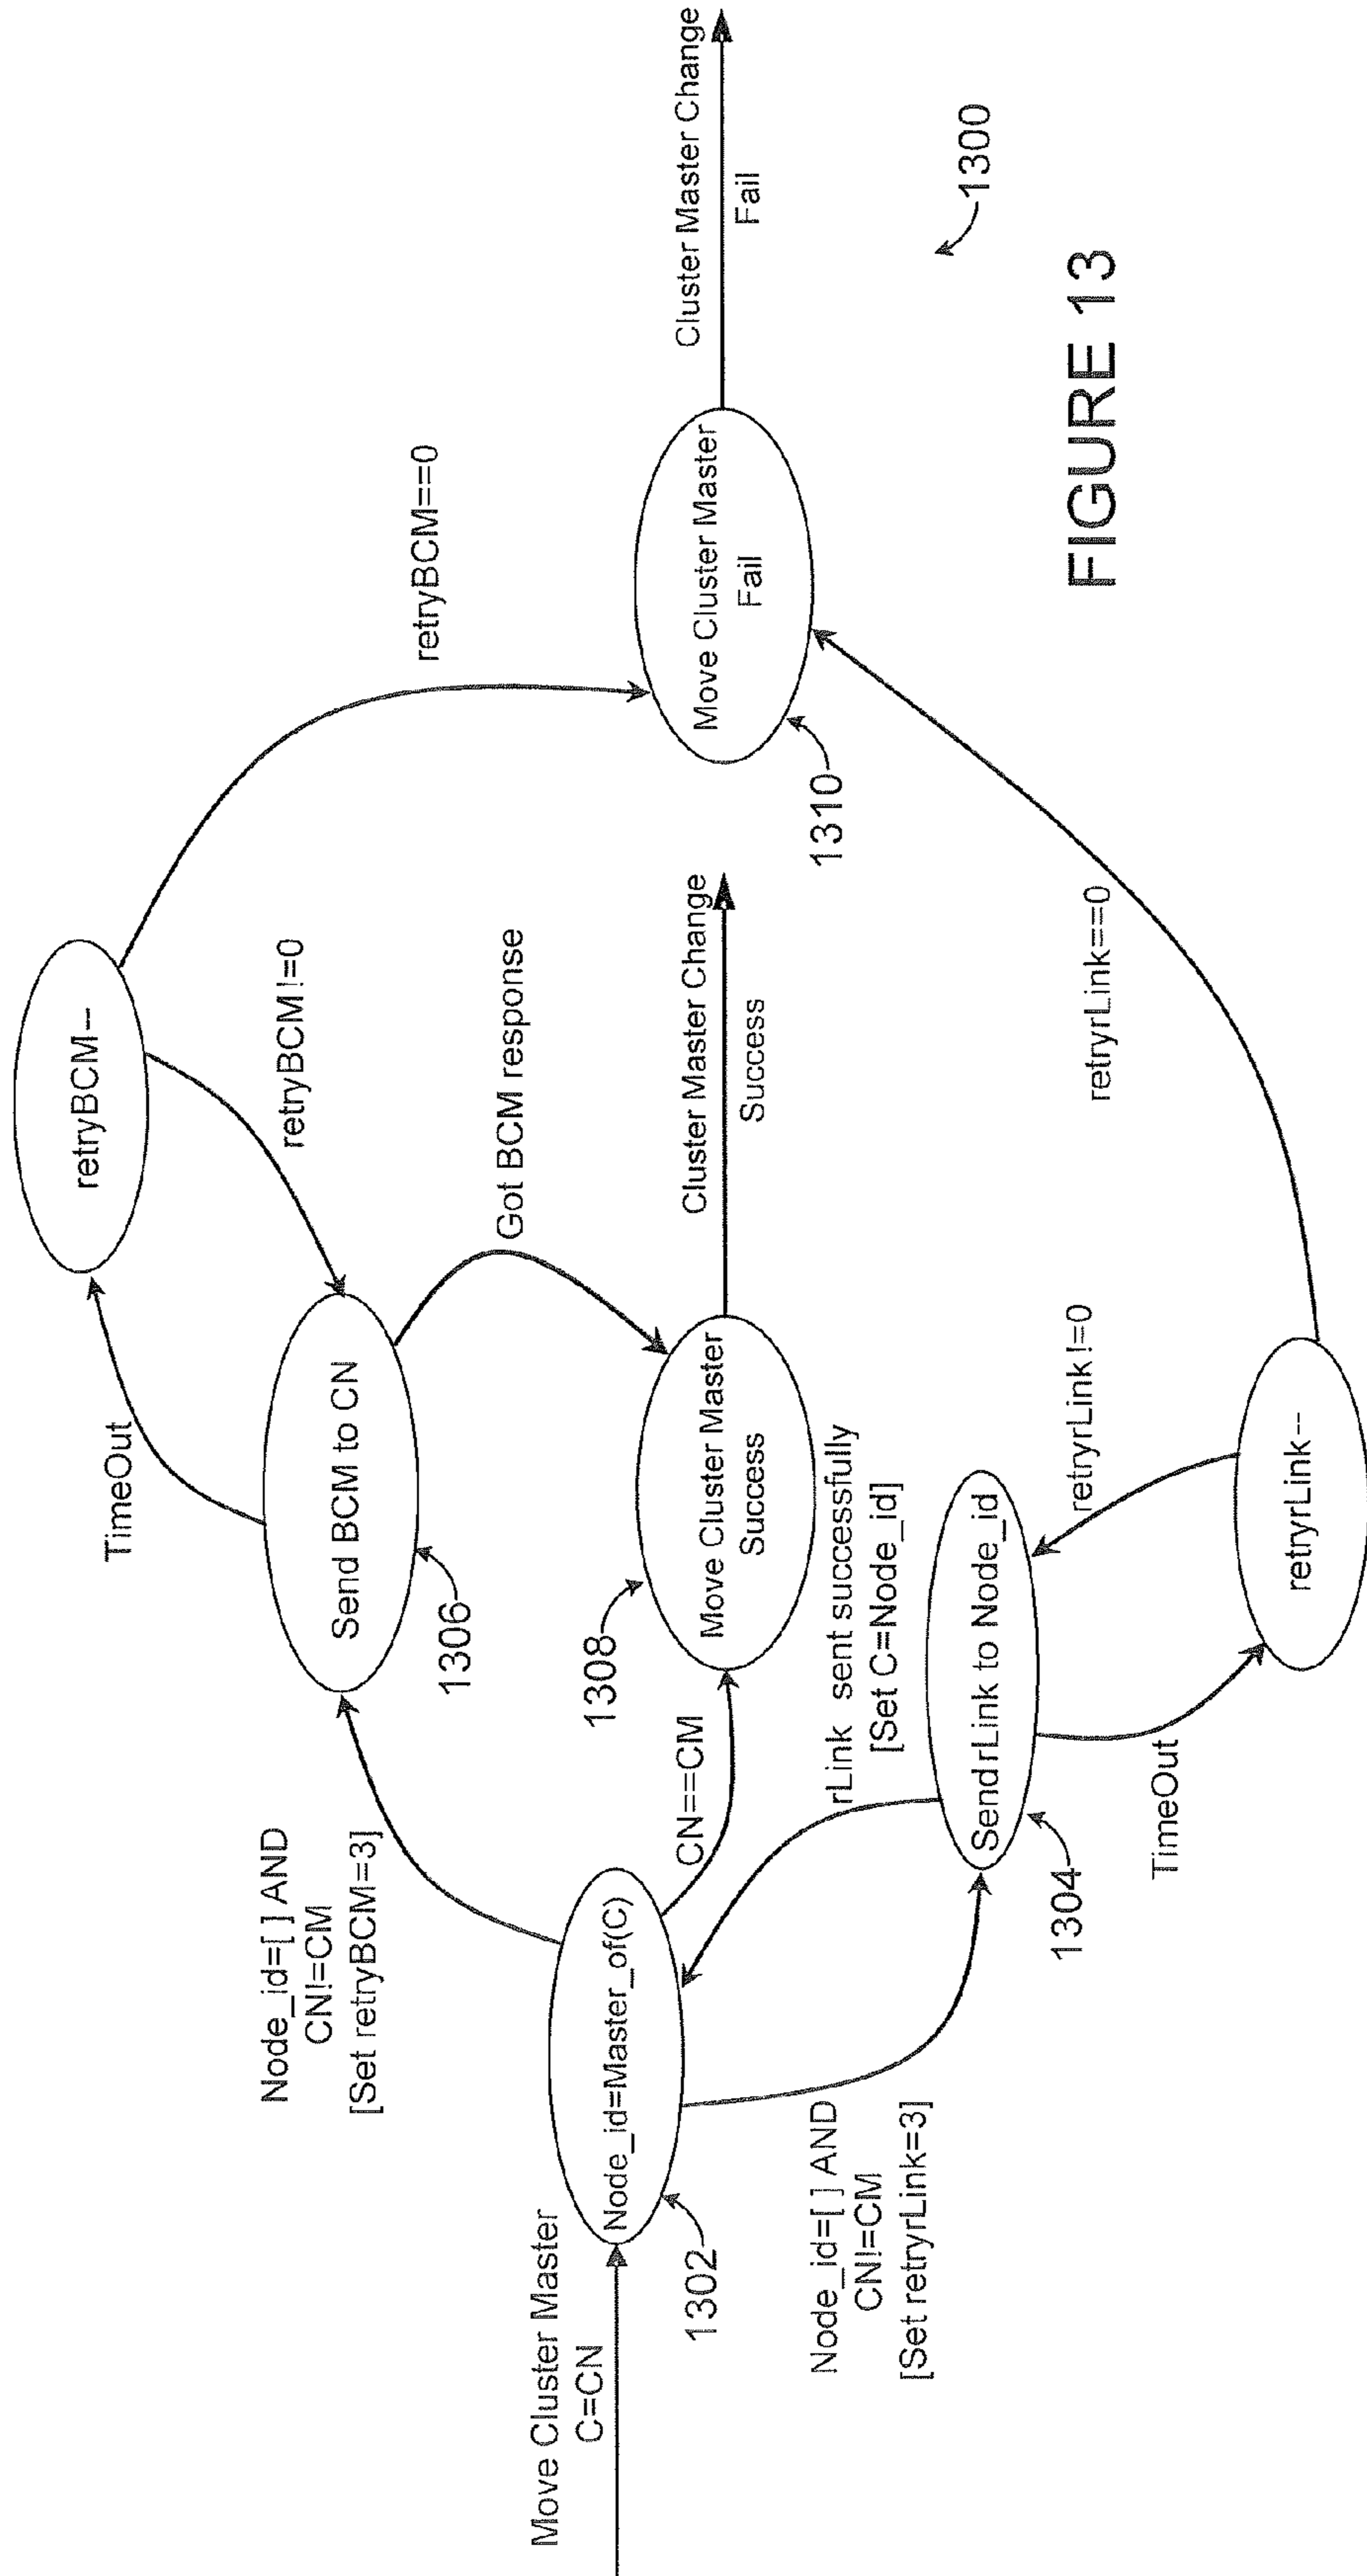 Move Cluster Master
C=CN
Node_id=Master_of(C)
1302
Node_id=[ ] AND
CN!=CM
[Set retryBCM=3]
Node_id=[ ] AND
CN!=CM
[Set retryrLink=3]
CN==CM
rLink sent successfully
[Set C=Node_id]
Send rLink to Node_id
1304
TimeOut
retryrLink--
retryrLink !=0
retryrLink==0
Send BCM to CN
1306
TimeOut
retryBCM--
retryBCM !=0
retryBCM==0
Got BCM response
Move Cluster Master
Success
1308
Cluster Master Change
Success
Move Cluster Master
Fail
1310
Cluster Master Change
Fail
1300
FIGURE 13